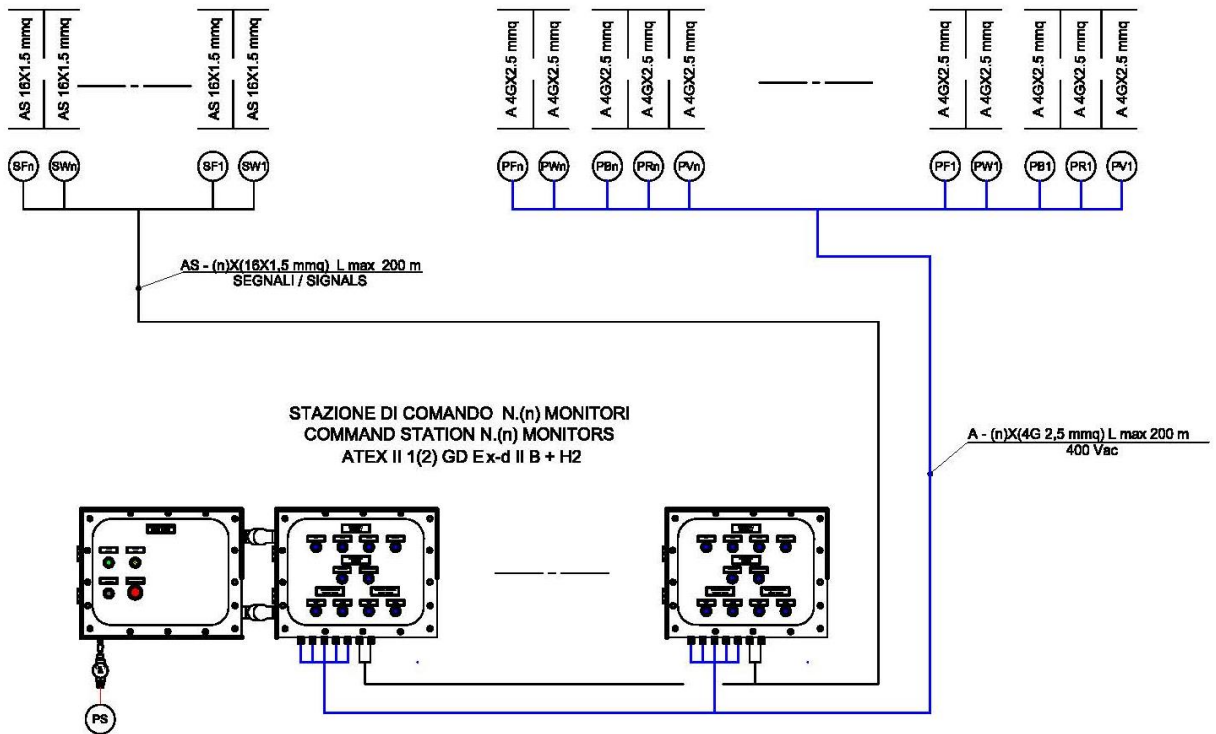 AS 16X1.5 mmq
AS 16X1.5 mmq
AS 16X1.5 mmq
AS 16X1.5 mmq
A 4GX2.5 mmq
A 4GX2.5 mmq
A 4GX2.5 mmq
A 4GX2.5 mmq
A 4GX2.5 mmq
A 4GX2.5 mmq
A 4GX2.5 mmq
A 4GX2.5 mmq
A 4GX2.5 mmq
A 4GX2.5 mmq
SFn
SWn
SF1
SW1
PFn
PWn
PBn
PRn
PVn
PF1
PW1
PB1
PR1
PV1
AS - (n)X(16X1,5 mmq) L max 200 m
SEGNALI / SIGNALS
STAZIONE DI COMANDO N.(n) MONITORI
COMMAND STATION N.(n) MONITORS
ATEX II 1(2) GD Ex-d II B + H2
A - (n)X(4G 2,5 mmq) L max 200 m
400 Vac
PS